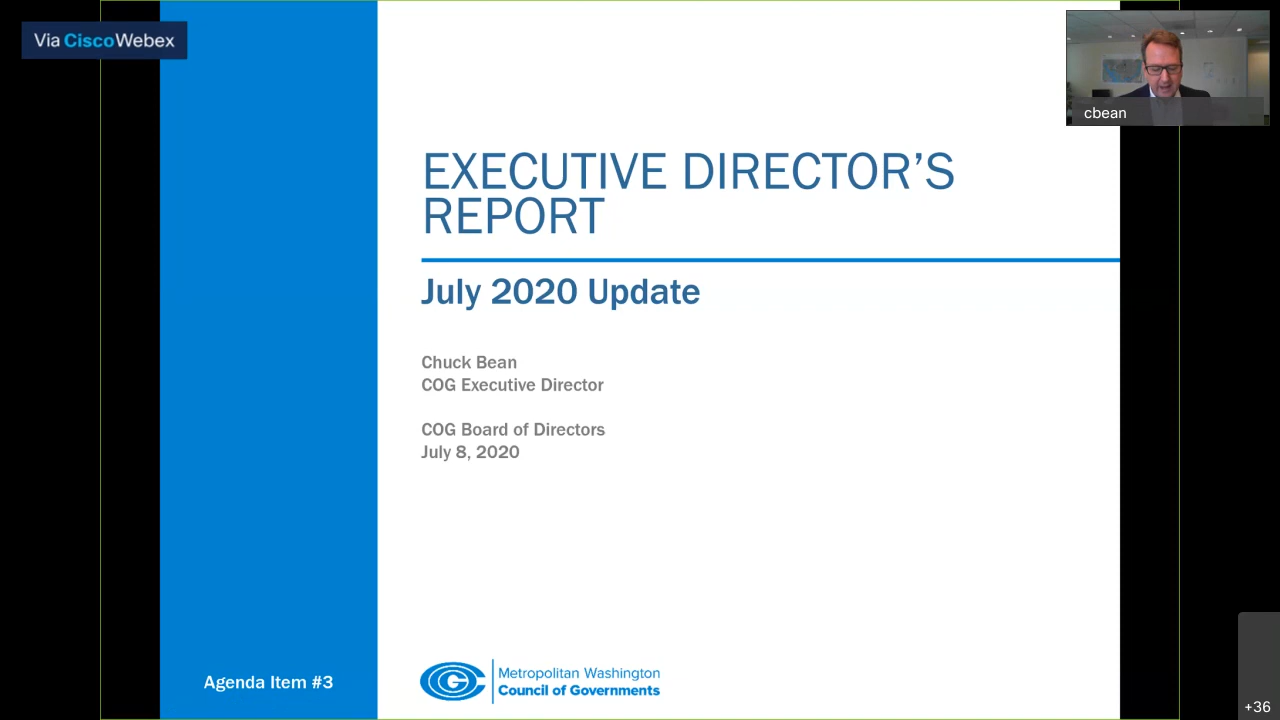 Via CiscoWebex
cbean
EXECUTIVE DIRECTOR’S
REPORT
July 2020 Update
Chuck Bean
COG Executive Director
COG Board of Directors
July 8, 2020
Agenda Item #3
Metropolitan Washington
Council of Governments
+36